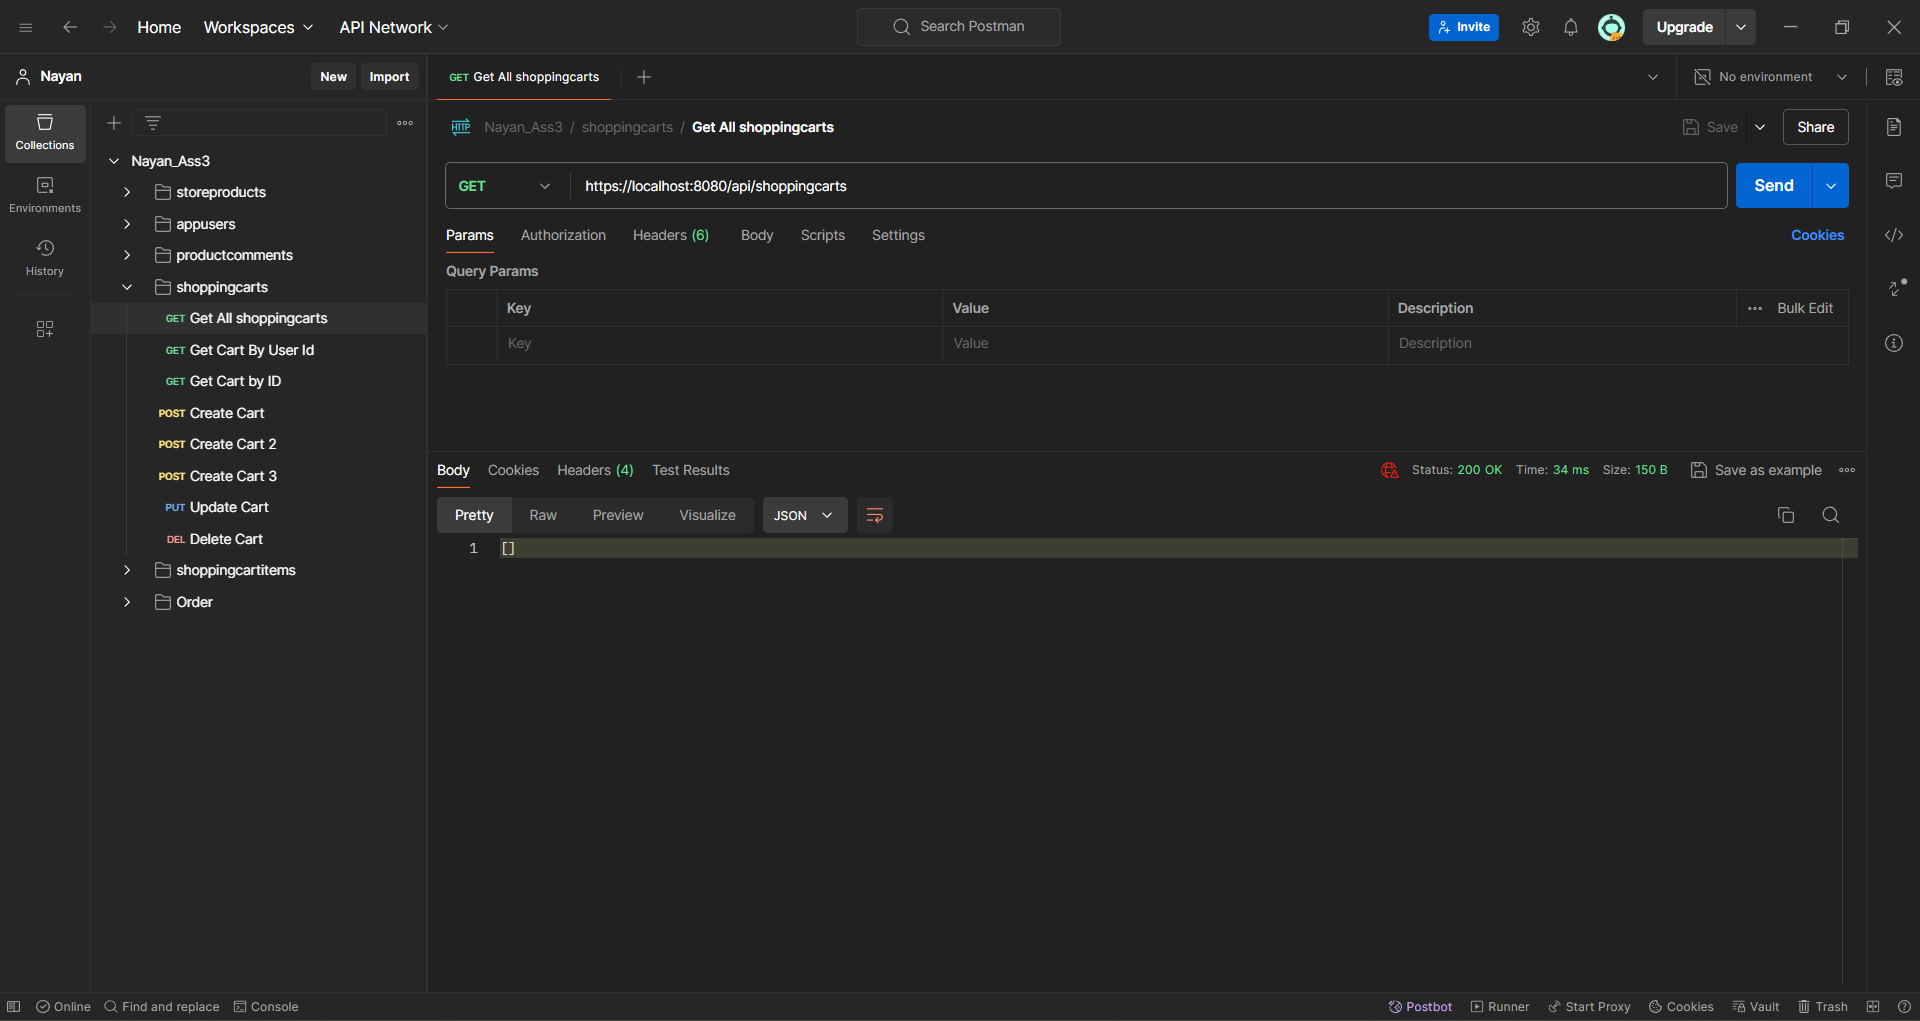 Home Workspaces API Network Search Postman Invite Upgrade
Nayan New Import GET Get All shoppingcarts No environment
Collections
Environments
History
Nayan_Ass3
storeproducts
appusers
productcomments
shoppingcarts
GET Get All shoppingcarts
GET Get Cart By User Id
GET Get Cart by ID
POST Create Cart
POST Create Cart 2
POST Create Cart 3
PUT Update Cart
DEL Delete Cart
shoppingcartitems
Order
HTTP Nayan_Ass3 / shoppingcarts / Get All shoppingcarts Save Share
GET https://localhost:8080/api/shoppingcarts Send
Params Authorization Headers (6) Body Scripts Settings Cookies
Query Params
Key Value Description Bulk Edit
Key Value Description
Body Cookies Headers (4) Test Results Status: 200 OK Time: 34 ms Size: 150 B Save as example
Pretty Raw Preview Visualize JSON
1 []
Online Find and replace Console Postbot Runner Start Proxy Cookies Vault Trash